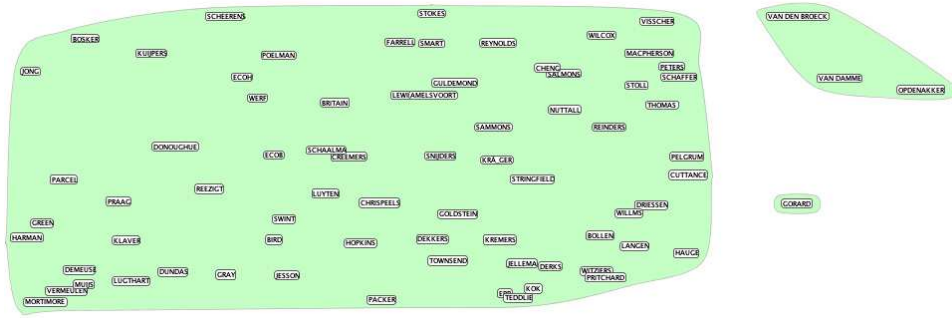 SCHEERENS
STOKES
VAN DEN BROECK
VISSCHER
BOSKER
WILCOX
FARRELL
SMART
REYNOLDS
KUIJPERS
POELMAN
MACPHERSON
JONG
CHENG
PETERS
SALMONS
ECOH
SCHAFFER
VAN DAMME
GULDEMOND
STOLL
OPDENAKKER
WERF
AMELSVOORT
BRITAIN
THOMAS
NUTTALL
SAMMONS
REINDERS
DONOUGHUE
SCHAALMA
ECOB
CREEMERS
SNIJDERS
KRÄ_GER
PELGRUM
CUTTANCE
PARCEL
STRINGFIELD
REEZIGT
LUYTEN
PRAAG
CHRISPEELS
GORARD
DRIESSEN
WILLMS
GOLDSTEIN
SWINT
GREEN
HARMAN
KLAVER
BIRD
HOPKINS
DEKKERS
KREMERS
BOLLEN
LANGEN
HAUGE
TOWNSEND
JELLEMA
DERKS
DEMEUSE
DUNDAS
GRAY
JESSON
WITZIERS
PRITCHARD
LUGTHART
MUIJS
VERMEULEN
KOK
TEDDLIE
MORTIMORE
PACKER